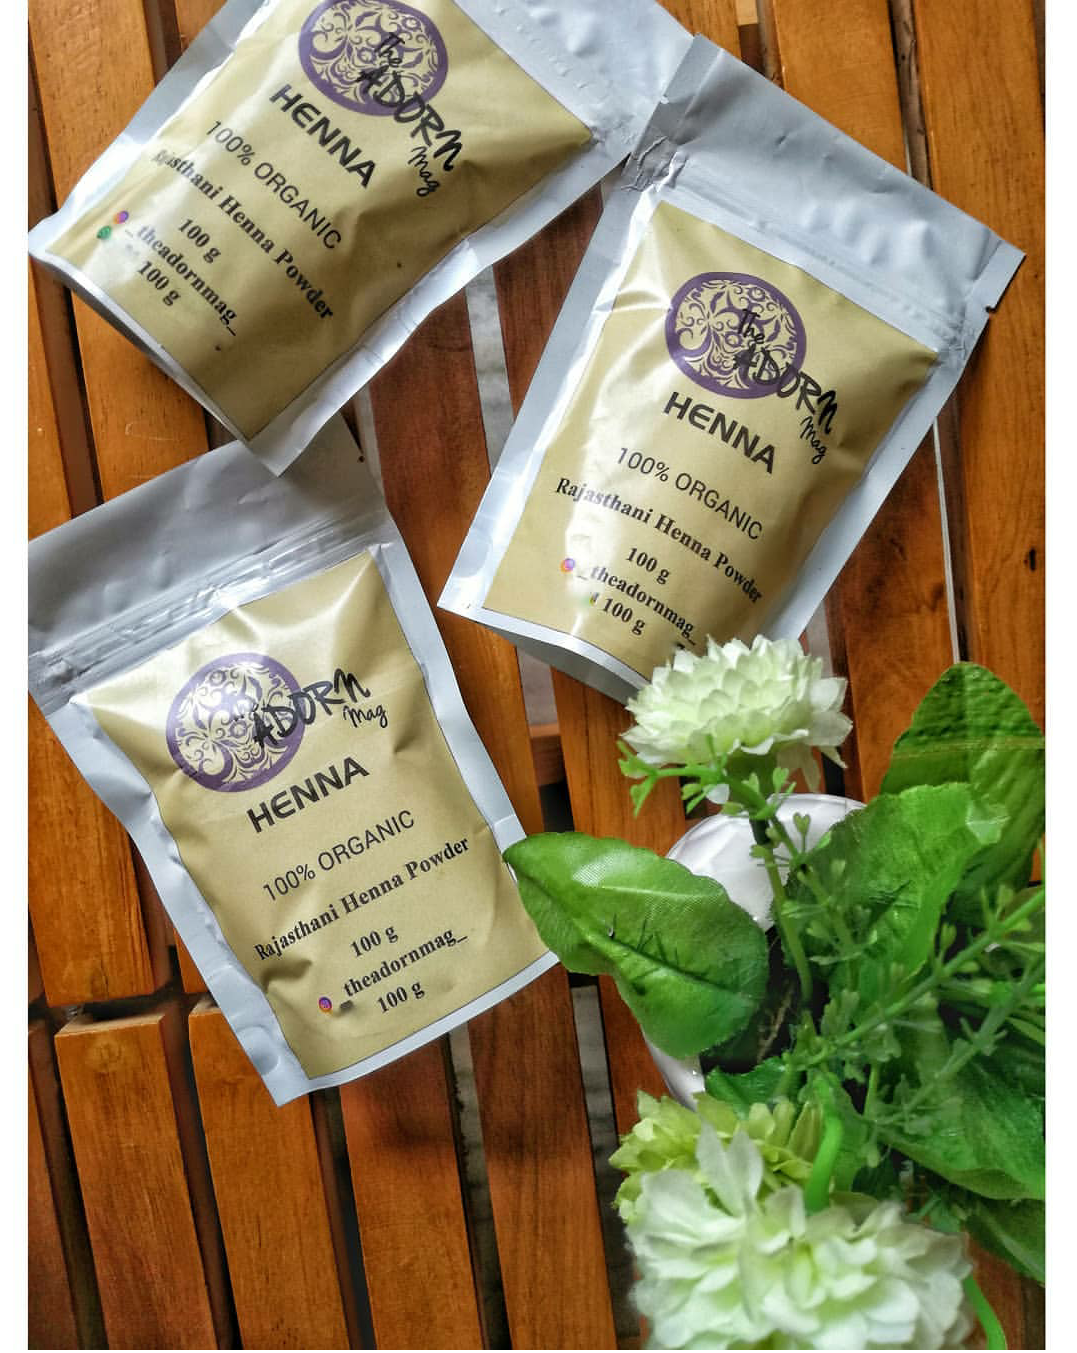 The
ADORN
Mag
HENNA
100% ORGANIC
Rajasthani Henna Powder
100 g
_theadornmag_
100 g
The
ADORN
Mag
HENNA
100% ORGANIC
Rajasthani Henna Powder
100 g
_theadornmag_
100 g
ADORN
Mag
HENNA
100% ORGANIC
Rajasthani Henna Powder
100 g
theadornmag_
100 g